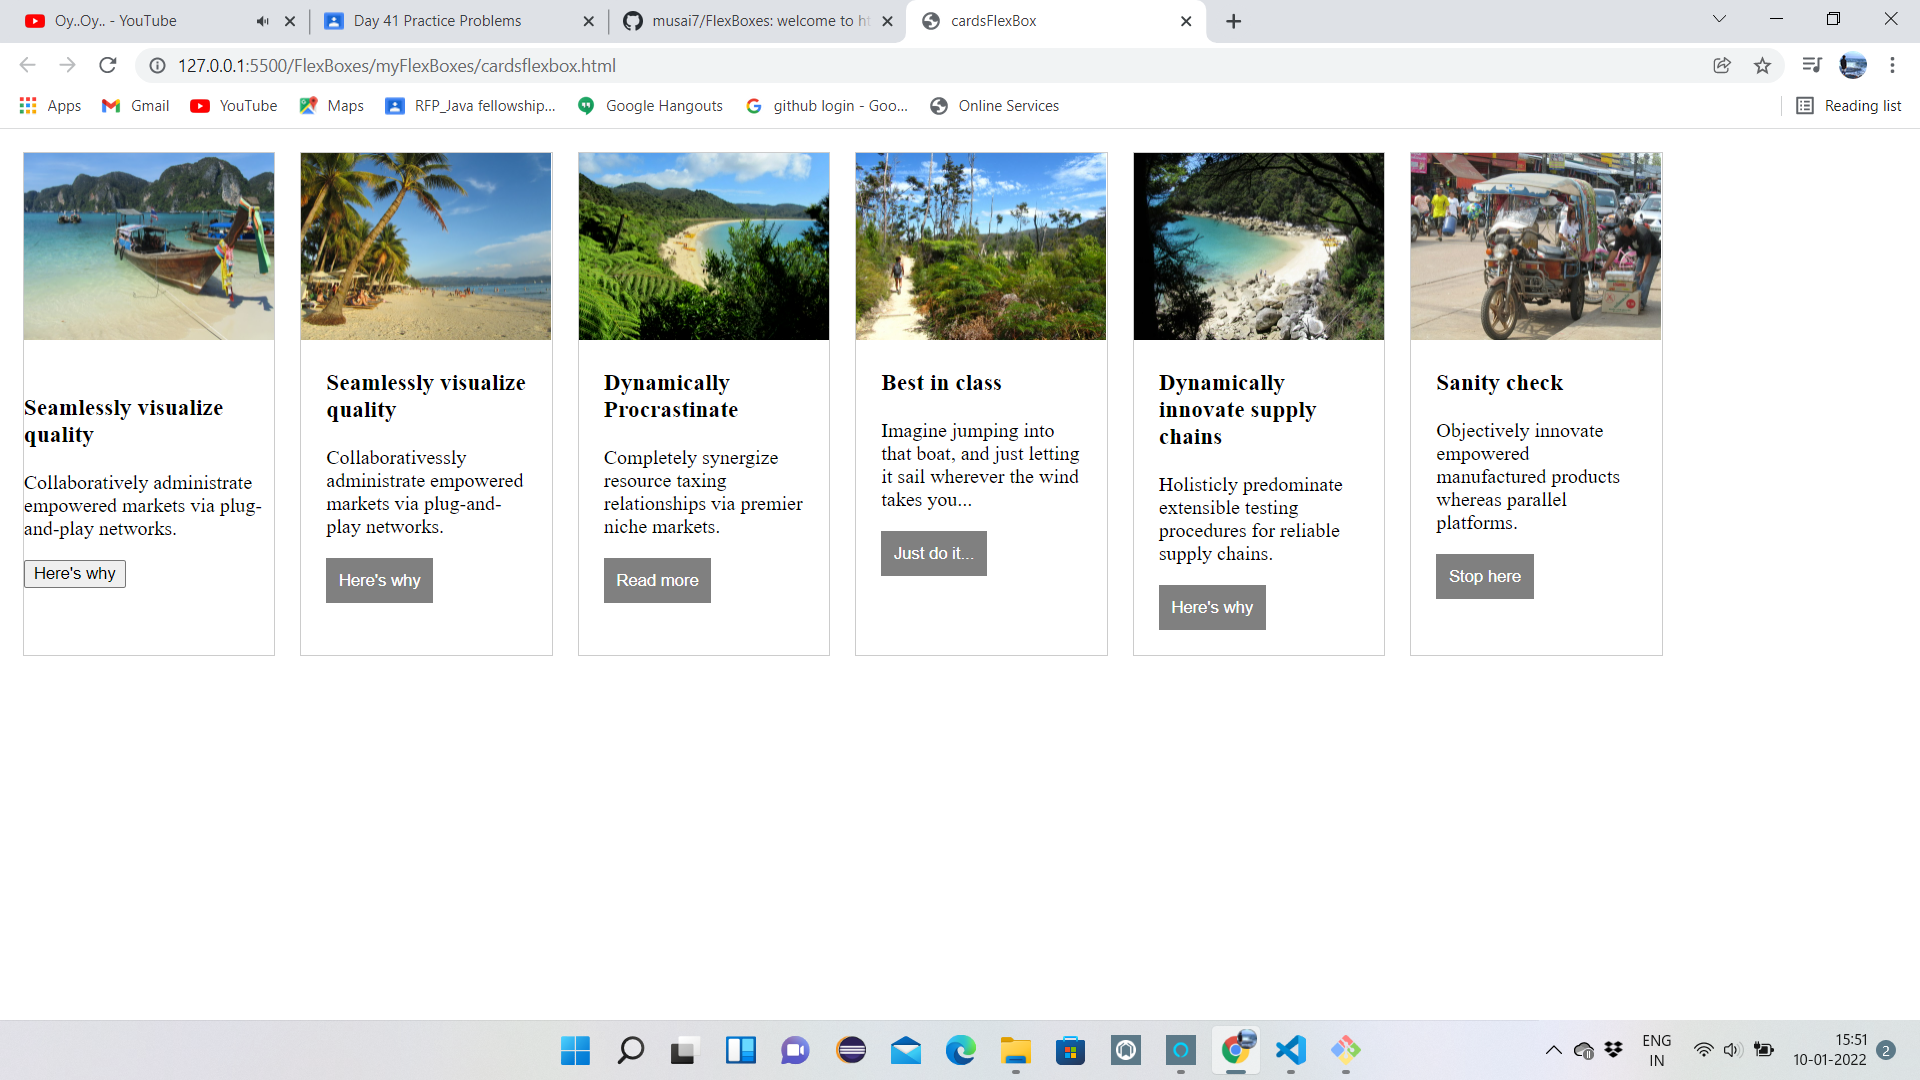 Oy..Oy.. - YouTube
Day 41 Practice Problems
musai7/FlexBoxes: welcome to ht
cardsFlexBox
127.0.0.1:5500/FlexBoxes/myFlexBoxes/cardsflexbox.html
Apps
Gmail
YouTube
Maps
RFP_Java fellowship...
Google Hangouts
github login - Goo...
Online Services
Reading list
Seamlessly visualize
quality
Collaboratively administrate
empowered markets via plug-
and-play networks.
Here's why
Seamlessly visualize
quality
Collaborativessly
administrate empowered
markets via plug-and-
play networks.
Here's why
Dynamically
Procrastinate
Completely synergize
resource taxing
relationships via premier
niche markets.
Read more
Best in class
Imagine jumping into
that boat, and just letting
it sail wherever the wind
takes you...
Just do it...
Dynamically
innovate supply
chains
Holisticly predominate
extensible testing
procedures for reliable
supply chains.
Here's why
Sanity check
Objectively innovate
empowered
manufactured products
whereas parallel
platforms.
Stop here
ENG
IN
15:51
10-01-2022
2